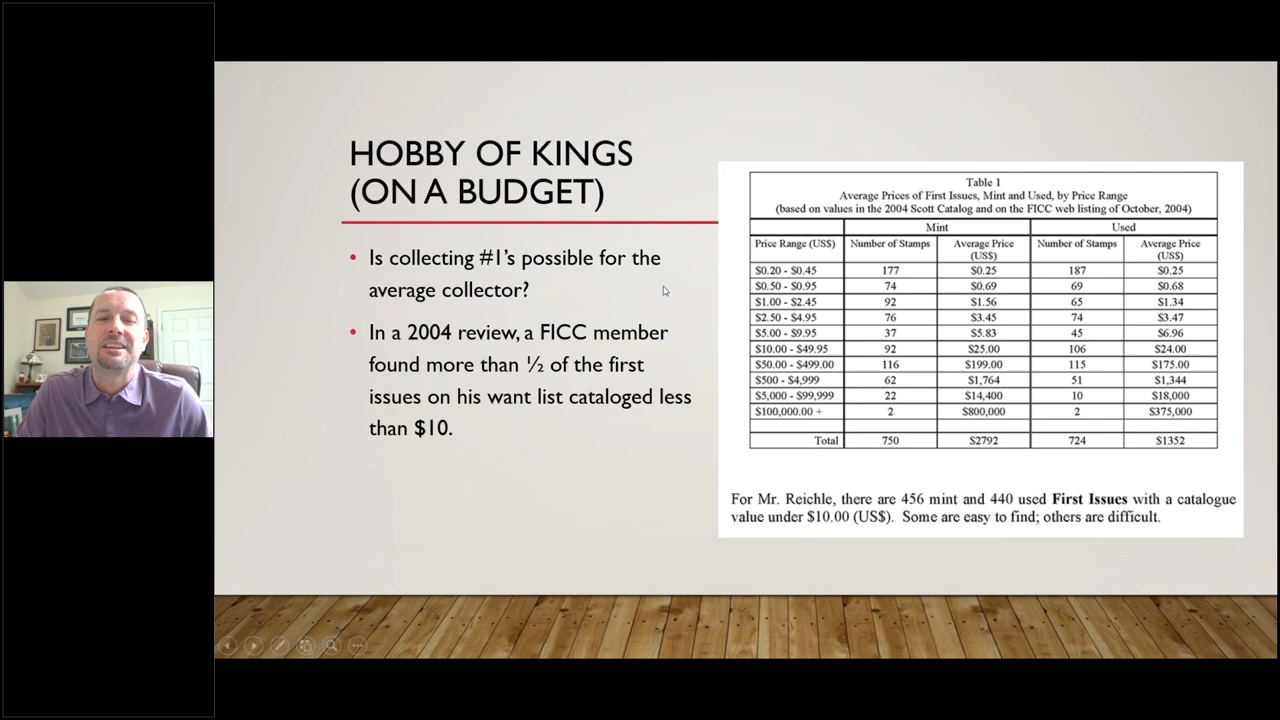 HOBBY OF KINGS
(ON A BUDGET)
• Is collecting #1's possible for the
average collector?
• In a 2004 review, a FICC member
found more than ½ of the first
issues on his want list cataloged less
than $10.
Table 1
Average Prices of First Issues, Mint and Used, by Price Range
(based on values in the 2004 Scott Catalog and on the FICC web listing of October, 2004)
Mint Used
Price Range (US$) Number of Stamps Average Price (US$) Number of Stamps Average Price (US$)
$0.20 - $0.45 177 $0.25 187 $0.25
$0.50 - $0.95 74 $0.69 69 $0.68
$1.00 - $2.45 92 $1.56 65 $1.34
$2.50 - $4.95 76 $3.45 74 $3.47
$5.00 - $9.95 37 $5.83 45 $6.96
$10.00 - $49.95 92 $25.00 106 $24.00
$50.00 - $499.00 116 $199.00 115 $175.00
$500 - $4,999 62 $1,764 51 $1,344
$5,000 - $99,999 22 $14,400 10 $18,000
$100,000.00 + 2 $800,000 2 $375,000
Total 750 $2792 724 $1352
For Mr. Reichle, there are 456 mint and 440 used First Issues with a catalogue
value under $10.00 (US$). Some are easy to find; others are difficult.